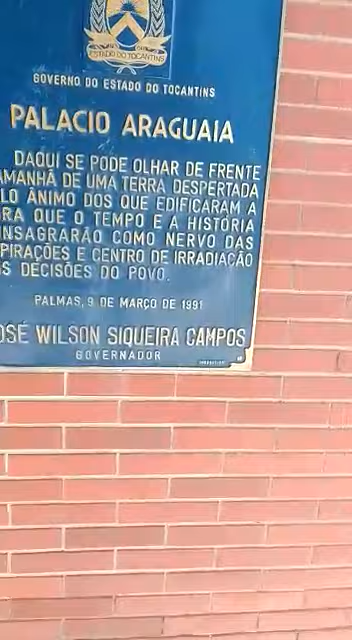 ESTADO DO TOCANTINS
GOVERNO DO ESTADO DO TOCANTINS
PALACIO ARAGUAIA
DAQUI SE PODE OLHAR DE FRENTE
AMANHÃ DE UMA TERRA DESPERTADA
LO ÂNIMO DOS QUE EDIFICARAM A
RA QUE O TEMPO E A HISTÓRIA
NSAGRARÃO COMO NERVO DAS
PIRAÇÕES E CENTRO DE IRRADIAÇÃO
S DECISÕES DO POVO.
PALMAS, 9 DE MARÇO DE 1991
OSÉ WILSON SIQUEIRA CAMPOS
GOVERNADOR